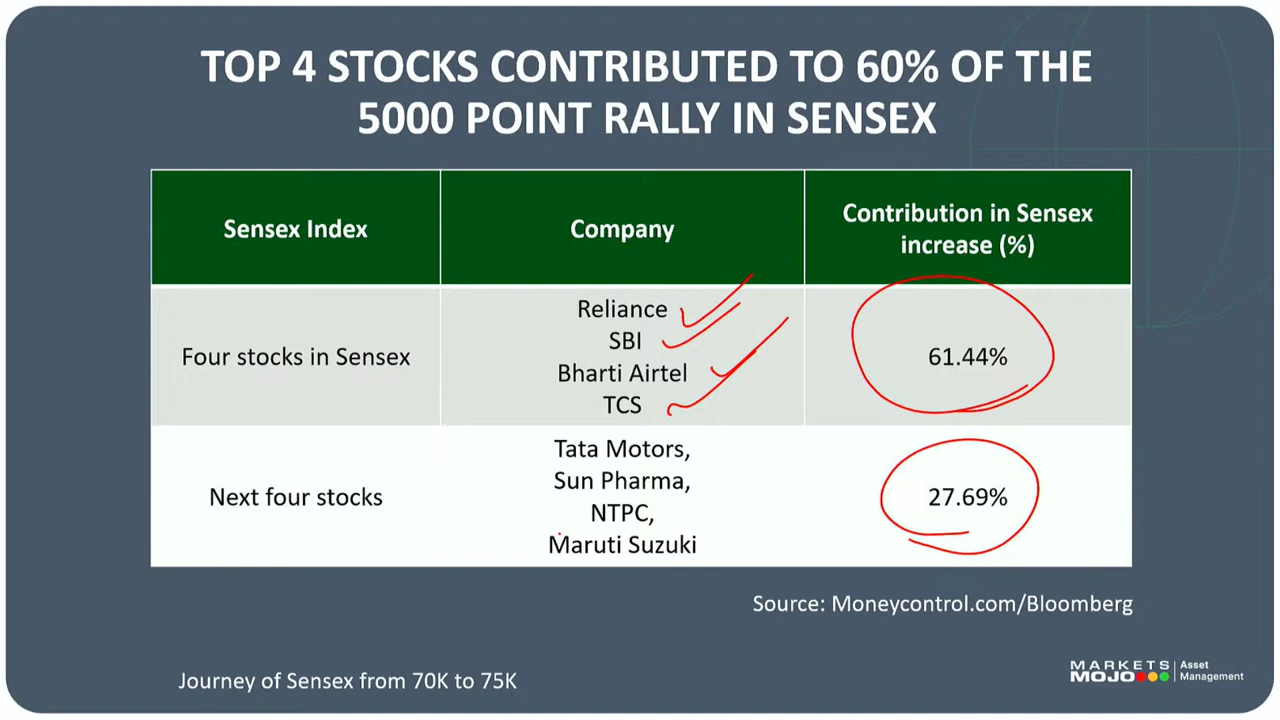 TOP 4 STOCKS CONTRIBUTED TO 60% OF THE
5000 POINT RALLY IN SENSEX
Sensex Index
Company
Contribution in Sensex
increase (%)
Four stocks in Sensex
Reliance
SBI
Bharti Airtel
TCS
61.44%
Next four stocks
Tata Motors,
Sun Pharma,
NTPC,
Maruti Suzuki
27.69%
Source: Moneycontrol.com/Bloomberg
Journey of Sensex from 70K to 75K
MARKETS
MOJO
Asset
Management